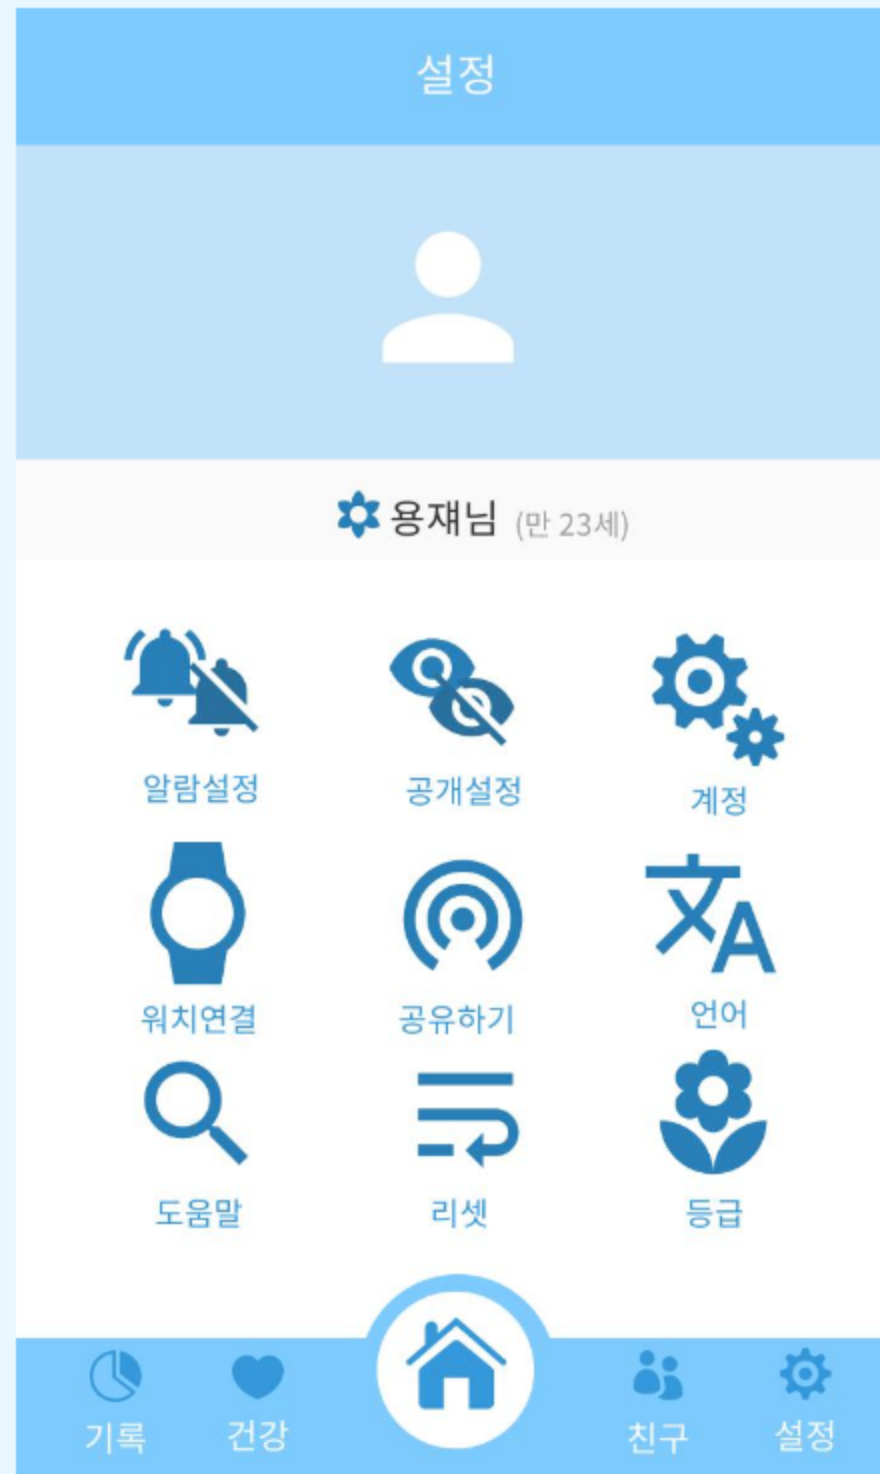 설정
용쟤님 (만 23세)
알람설정 공개설정 계정
워치연결 공유하기 언어
도움말 리셋 등급
기록 건강 친구 설정